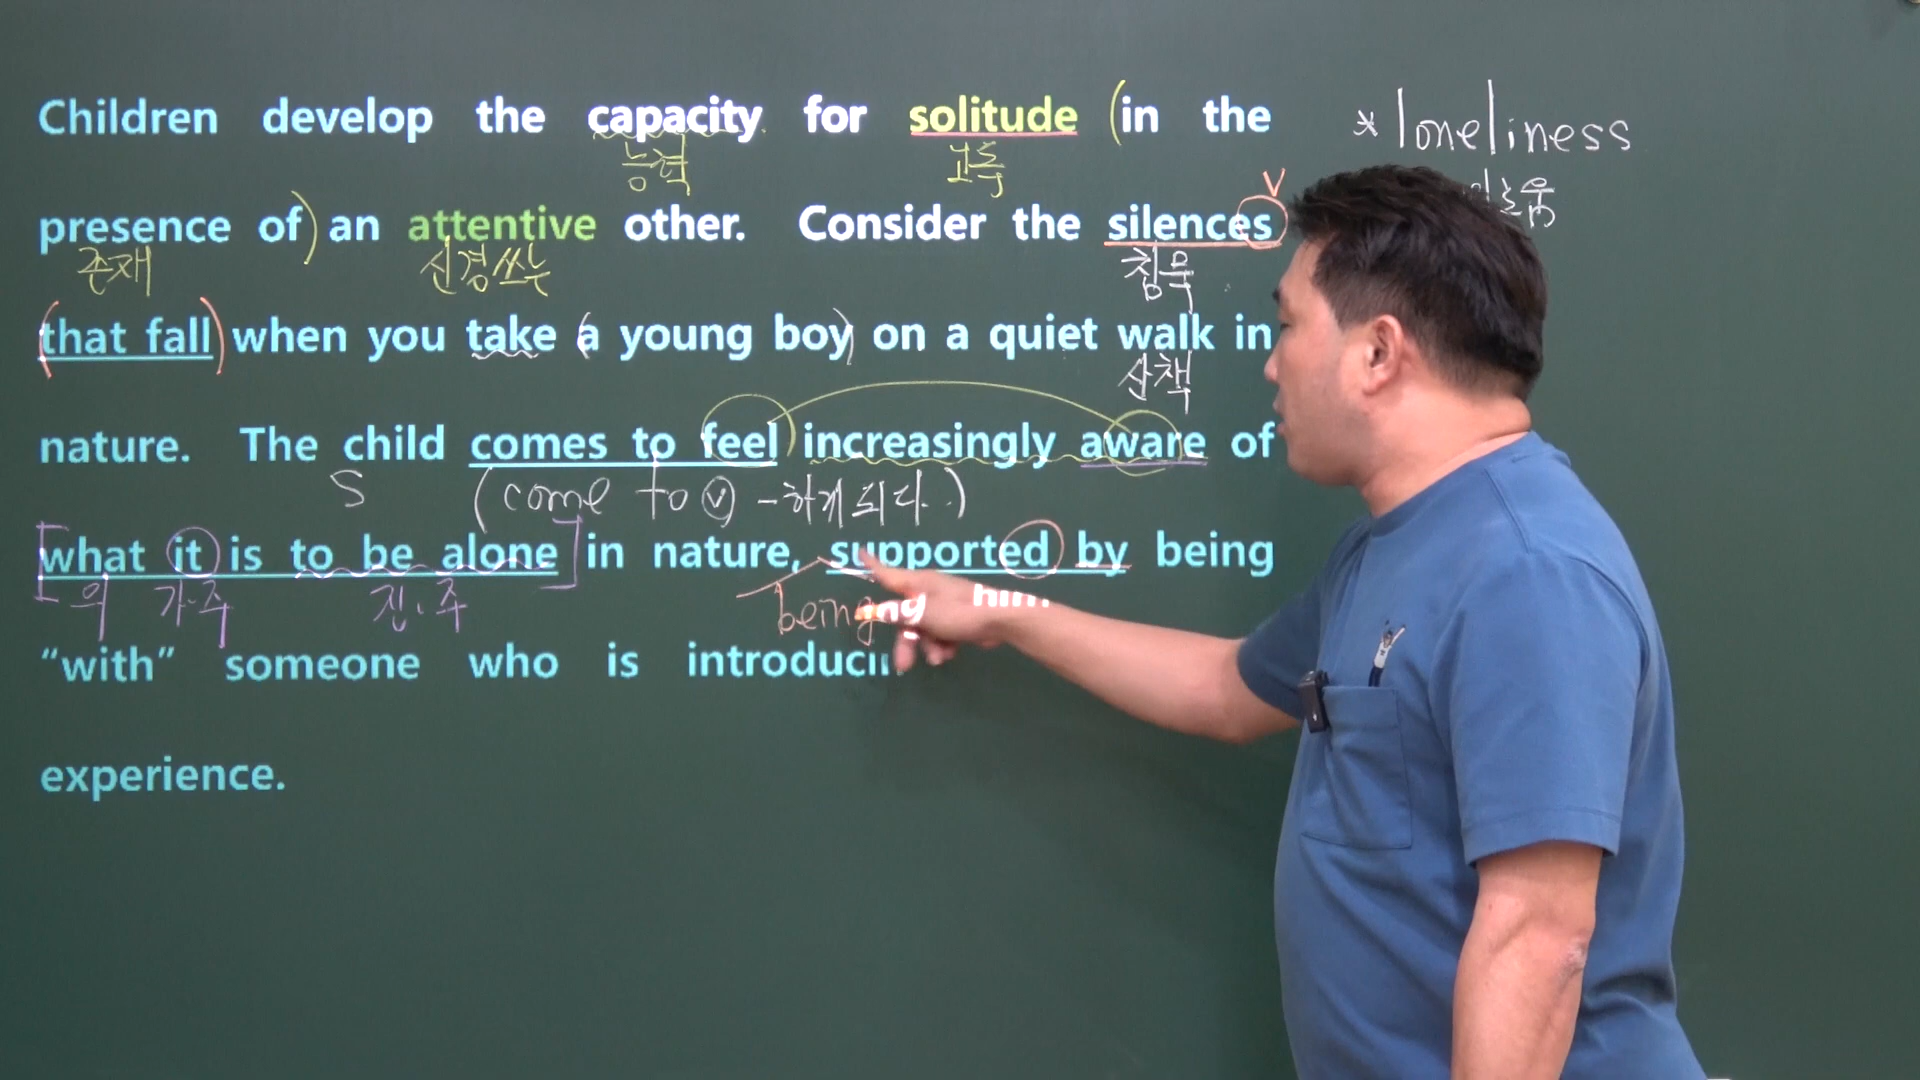 Children develop the capacity for solitude (in the
* loneliness
능력 고독
presence of) an attentive other. Consider the silences
V
존재 신경쓰는 침묵
(that fall) when you take (a young boy) on a quiet walk in
산책
nature. The child comes to feel increasingly aware of
S (come to ⓥ -하게 되다.)
[what it is to be alone] in nature, supported by being
의 가.주 진.주 being
“with” someone who is
experience.